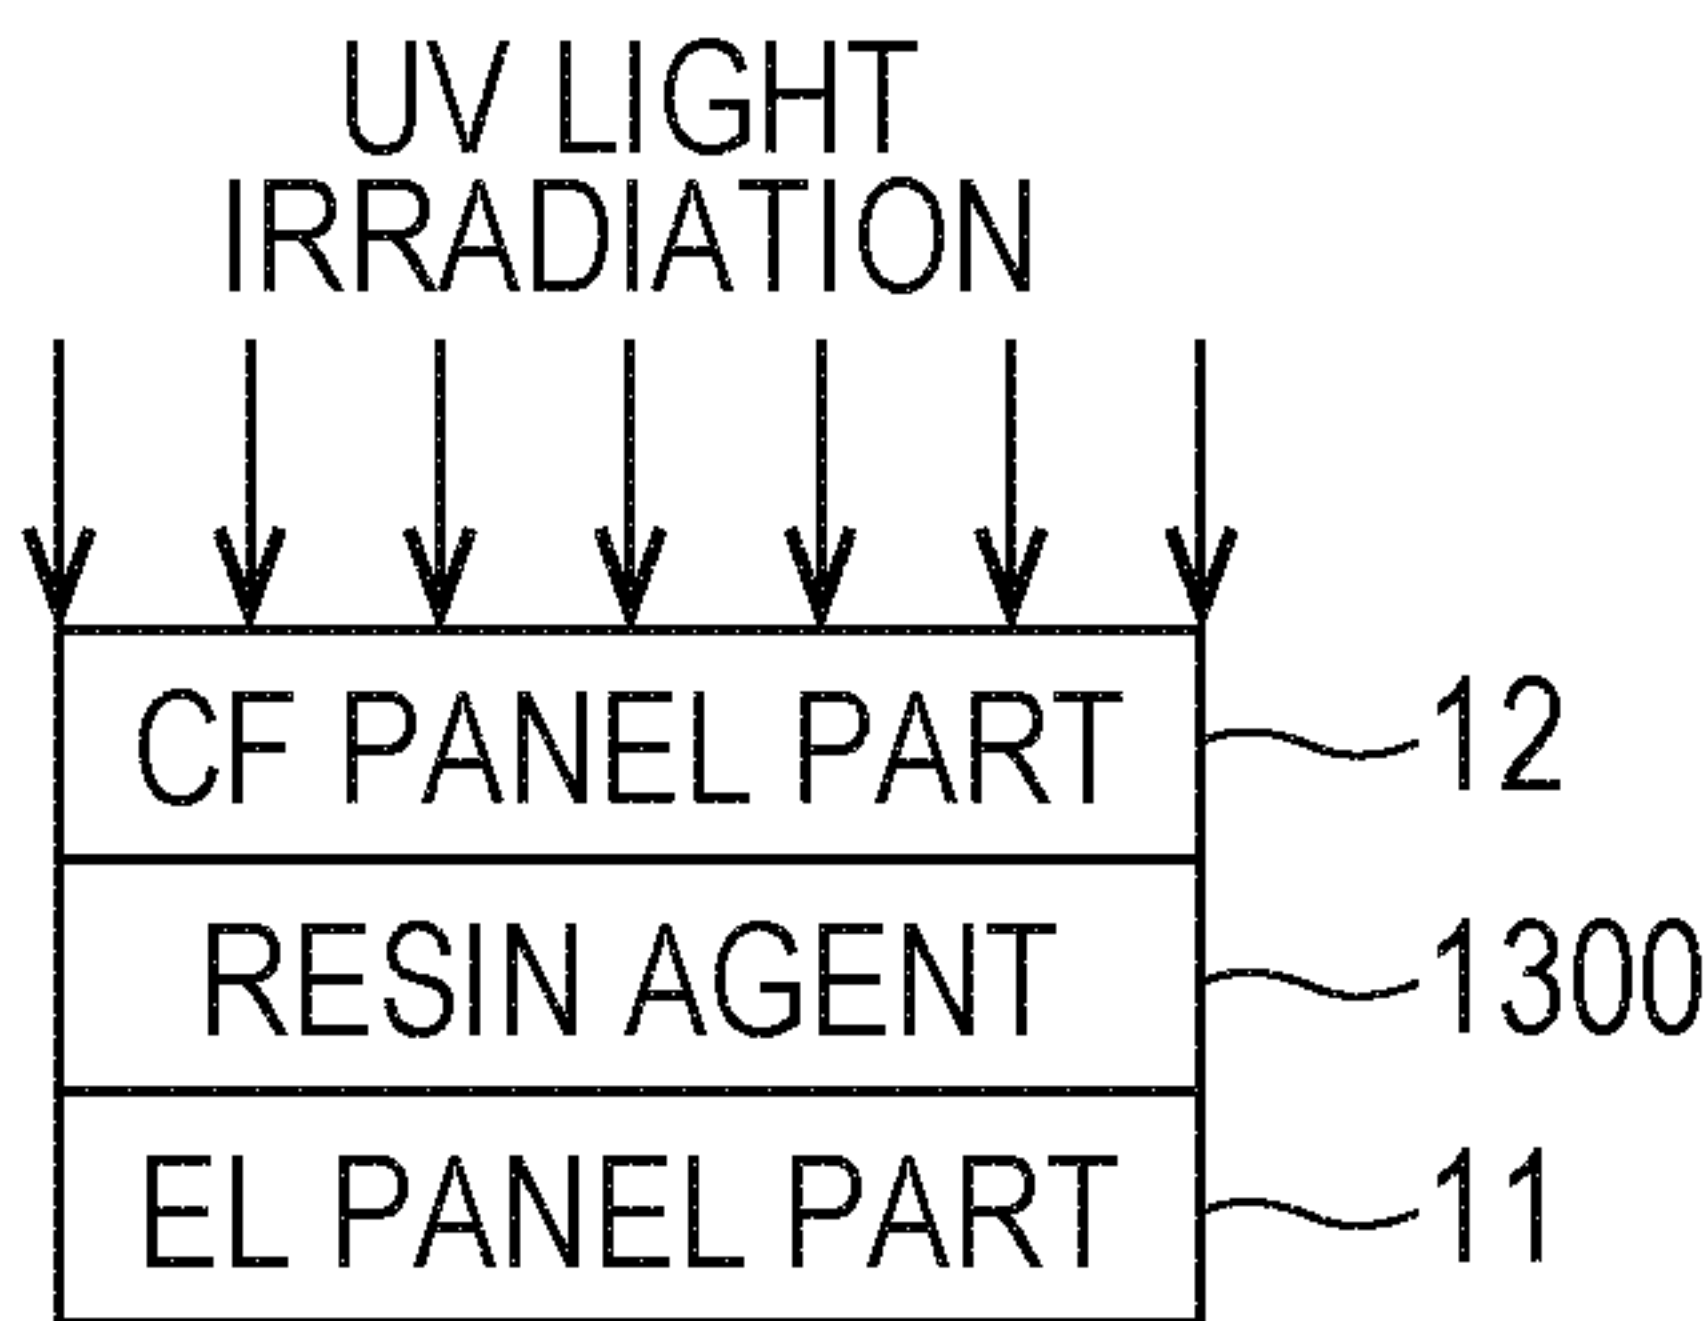 UV LIGHT
IRRADIATION
CF PANEL PART 12
RESIN AGENT 1300
EL PANEL PART 11